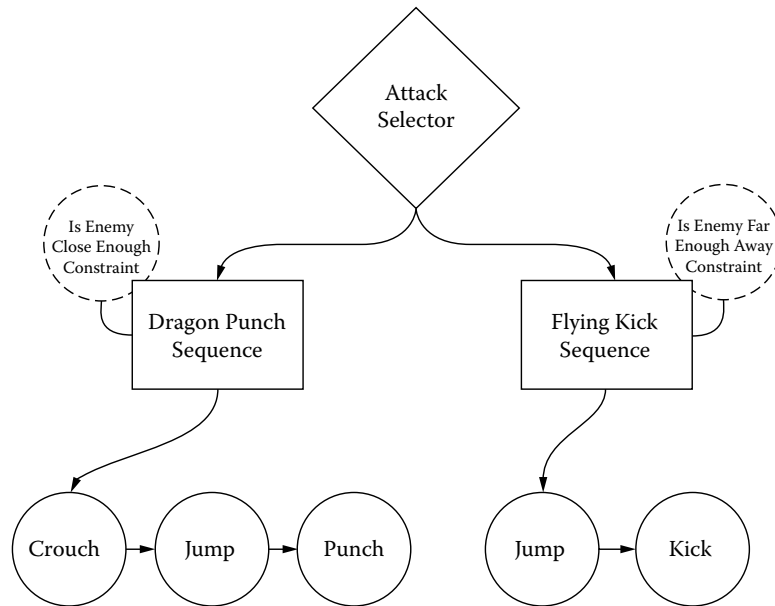 Attack
Selector
Is Enemy
Close Enough
Constraint
Is Enemy Far
Enough Away
Constraint
Dragon Punch
Sequence
Flying Kick
Sequence
Crouch
Jump
Punch
Jump
Kick